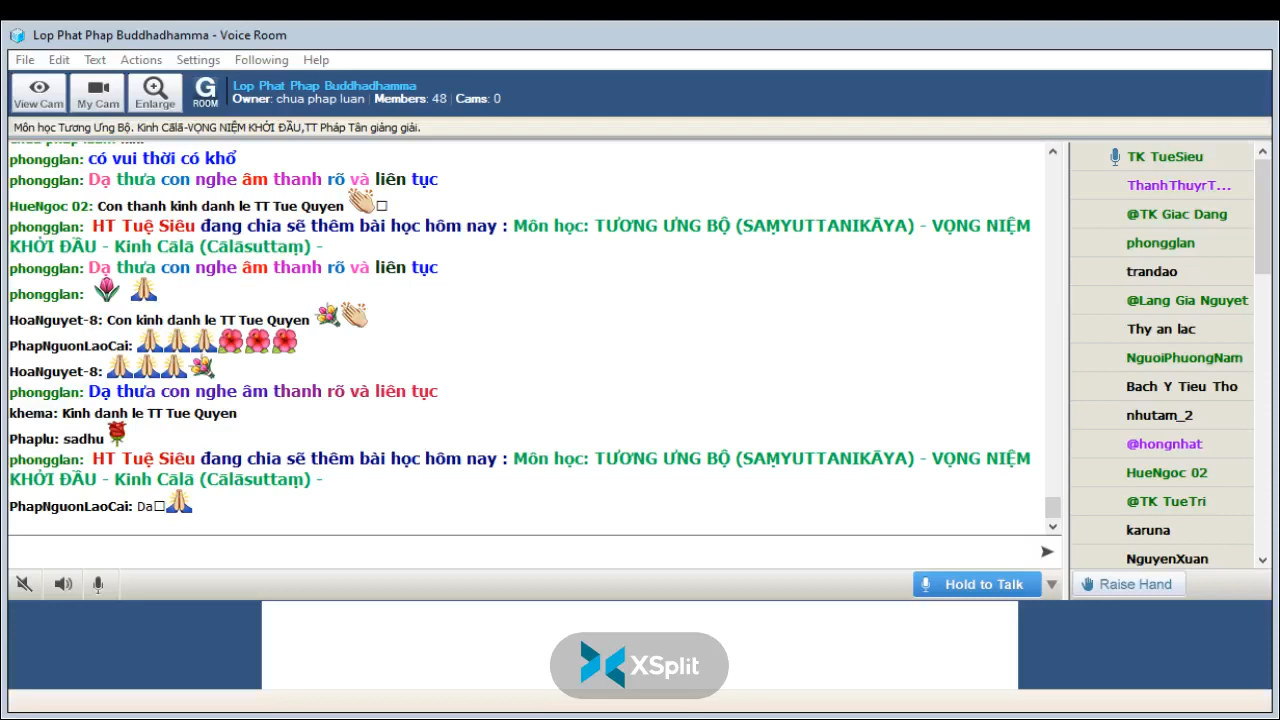 Lop Phat Phap Buddhadhamma - Voice Room
File Edit Text Actions Settings Following Help
View Cam My Cam Enlarge G ROOM
Lop Phat Phap Buddhadhamma
Owner: chua phap luan | Members: 48 | Cams: 0
Môn học Tương Ưng Bộ. Kinh Cālā-VỌNG NIỆM KHỞI ĐẦU,TT Pháp Tân giảng giải.
phongglan: có vui thời có khổ
phongglan: Dạ thưa con nghe âm thanh rõ và liên tục
HueNgoc 02: Con thanh kinh danh le TT Tue Quyen
phongglan: HT Tuệ Siêu đang chia sẽ thêm bài học hôm nay : Môn học: TƯƠNG ƯNG BỘ (SAṂYUTTANIKĀYA) - VỌNG NIỆM
KHỞI ĐẦU - Kinh Cālā (Cālāsuttaṃ) -
phongglan: Dạ thưa con nghe âm thanh rõ và liên tục
phongglan:
HoaNguyet-8: Con kinh danh le TT Tue Quyen
PhapNguonLaoCai:
HoaNguyet-8:
phongglan: Dạ thưa con nghe âm thanh rõ và liên tục
khema: Kinh danh le TT Tue Quyen
Phaplu: sadhu
phongglan: HT Tuệ Siêu đang chia sẽ thêm bài học hôm nay : Môn học: TƯƠNG ƯNG BỘ (SAṂYUTTANIKĀYA) - VỌNG NIỆM
KHỞI ĐẦU - Kinh Cālā (Cālāsuttaṃ) -
PhapNguonLaoCai: Da
TK TueSieu
ThanhThuyrT...
@TK Giac Dang
phongglan
trandao
@Lang Gia Nguyet
Thy an lac
NguoiPhuongNam
Bach Y Tieu Tho
nhutam_2
@hongnhat
HueNgoc 02
@TK TueTri
karuna
NguyenXuan
Hold to Talk
Raise Hand
XSplit